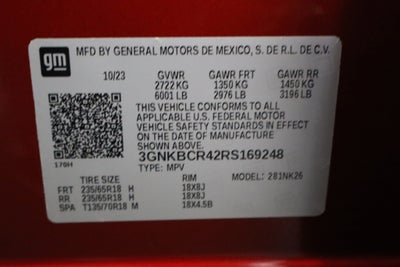 gm
MFD BY GENERAL MOTORS DE MEXICO, S. DE R.L. DE C.V.
10/23 GVWR GAWR FRT GAWR RR
2722 KG 1350 KG 1450 KG
6001 LB 2976 LB 3196 LB
THIS VEHICLE CONFORMS TO ALL
APPLICABLE U.S. FEDERAL MOTOR
VEHICLE SAFETY STANDARDS IN EFFECT
ON THE DATE OF MANUFACTURE
SHOWN ABOVE.
170H
3GNKBCR42RS169248
TYPE: MPV MODEL: 281NK26
TIRE SIZE RIM
FRT 235/65R18 H 18X8J
RR 235/65R18 H 18X8J
SPA T135/70R18 M 18X4.5B